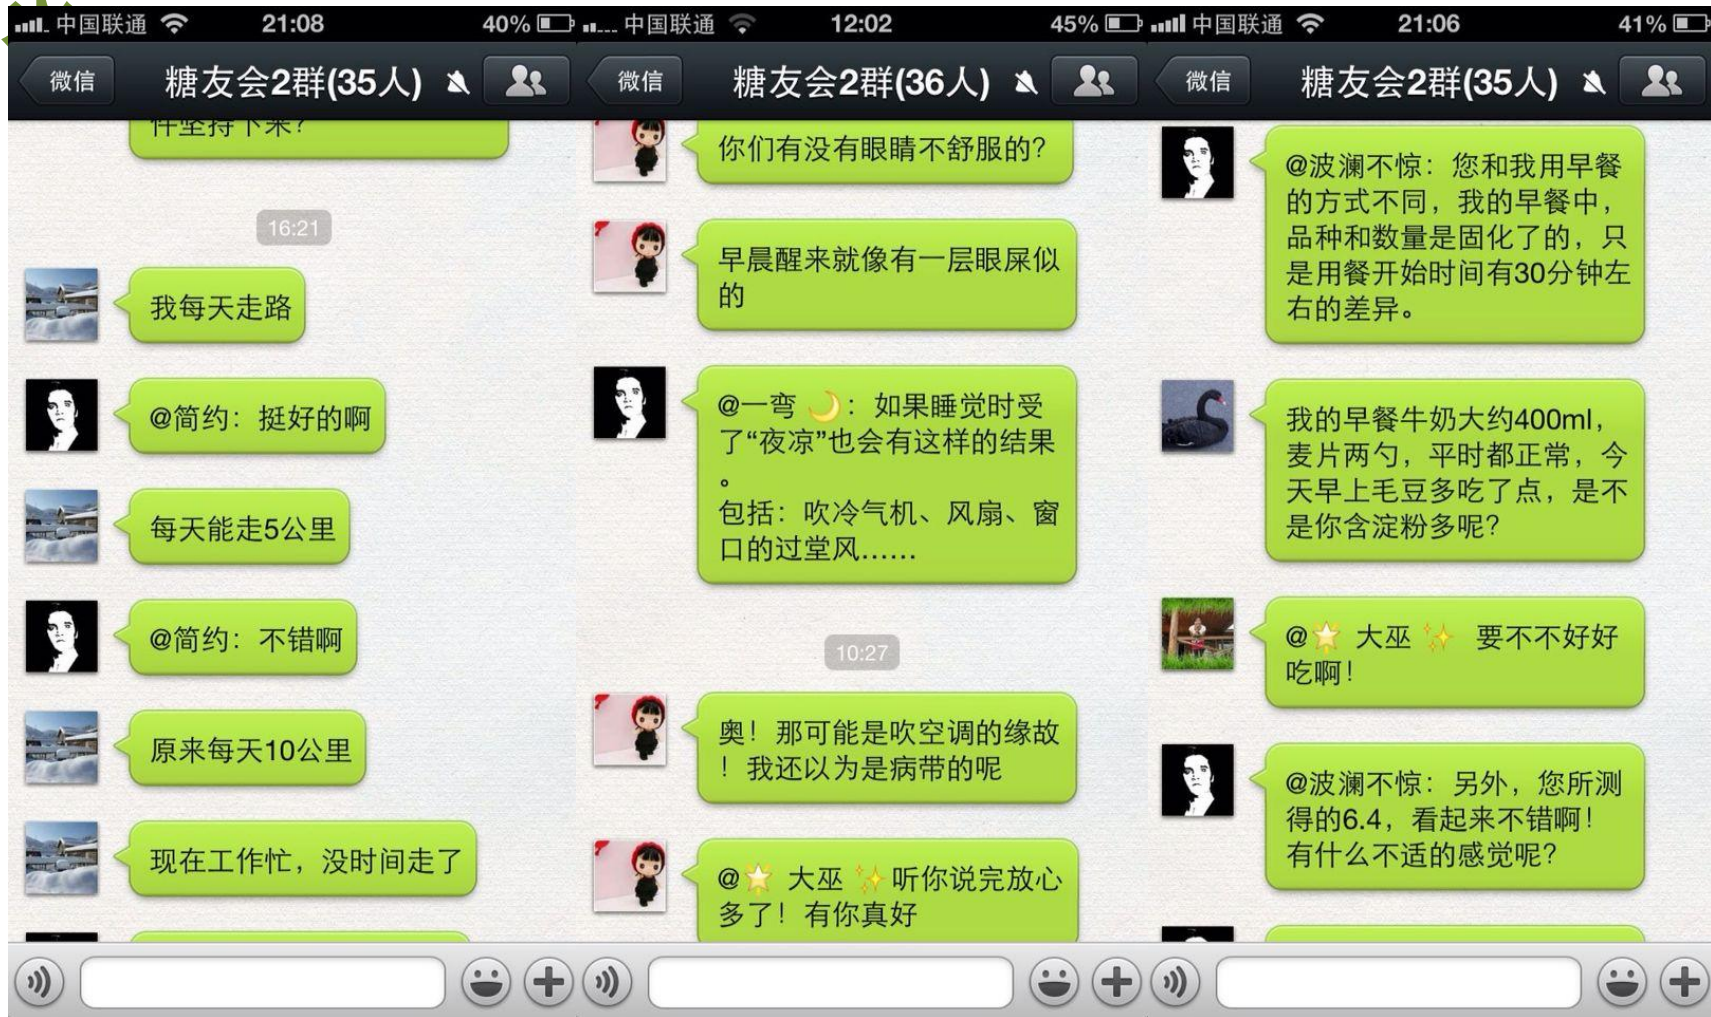 中国联通 21:08 40%
微信 糖友会2群(35人)
件坚持下来?
16:21
我每天走路
@简约：挺好的啊
每天能走5公里
@简约：不错啊
原来每天10公里
现在工作忙，没时间走了
中国联通 12:02 45%
微信 糖友会2群(36人)
你们有没有眼睛不舒服的?
早晨醒来就像有一层眼屎似
的
@一弯🌙：如果睡觉时受
了“夜凉”也会有这样的结果
。
包括：吹冷气机、风扇、窗
口的过堂风……
10:27
奥！那可能是吹空调的缘故
！我还以为是病带的呢
@🌟 大巫 ✨听你说完放心
多了！有你真好
中国联通 21:06 41%
微信 糖友会2群(35人)
@波澜不惊：您和我用早餐
的方式不同，我的早餐中，
品种和数量是固化了的，只
是用餐开始时间有30分钟左
右的差异。
我的早餐牛奶大约400ml，
麦片两勺，平时都正常，今
天早上毛豆多吃了点，是不
是你含淀粉多呢?
@🌟 大巫 ✨ 要不不好好
吃啊！
@波澜不惊：另外，您所测
得的6.4，看起来不错啊！
有什么不适的感觉呢?